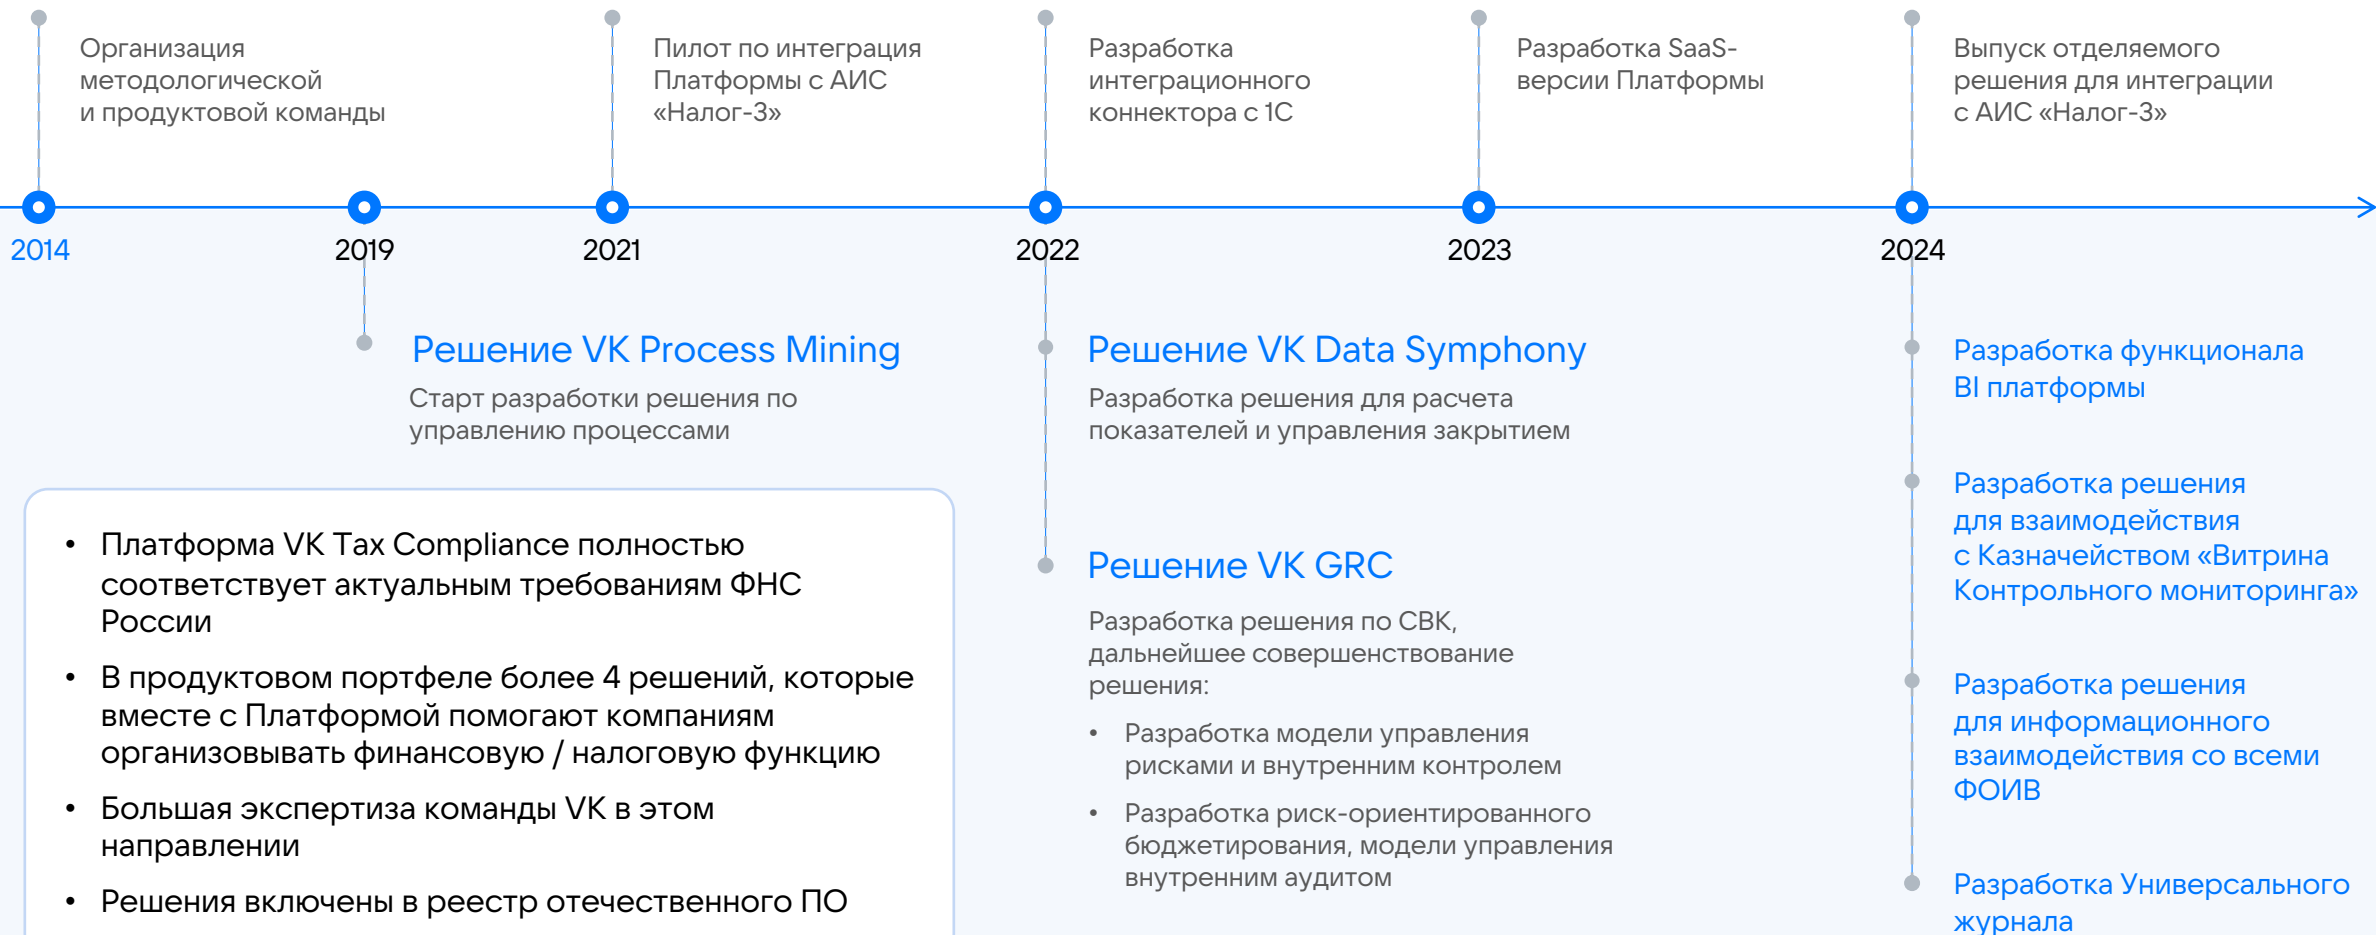 Организация
методологической
и продуктовой команды
Пилот по интеграция
Платформы с АИС
«Налог-3»
Разработка
интеграционного
коннектора с 1С
Разработка SaaS-
версии Платформы
Выпуск отделяемого
решения для интеграции
с АИС «Налог-3»
2014
2019
2021
2022
2023
2024
Решение VK Process Mining
Старт разработки решения по
управлению процессами
• Платформа VK Tax Compliance полностью
соответствует актуальным требованиям ФНС
России
• В продуктовом портфеле более 4 решений, которые
вместе с Платформой помогают компаниям
организовывать финансовую / налоговую функцию
• Большая экспертиза команды VK в этом
направлении
• Решения включены в реестр отечественного ПО
Решение VK Data Symphony
Разработка решения для расчета
показателей и управления закрытием
Решение VK GRC
Разработка решения по СВК,
дальнейшее совершенствование
решения:
• Разработка модели управления
рисками и внутренним контролем
• Разработка риск-ориентированного
бюджетирования, модели управления
внутренним аудитом
Разработка функционала
BI платформы
Разработка решения
для взаимодействия
с Казначейством «Витрина
Контрольного мониторинга»
Разработка решения
для информационного
взаимодействия со всеми
ФОИВ
Разработка Универсального
журнала